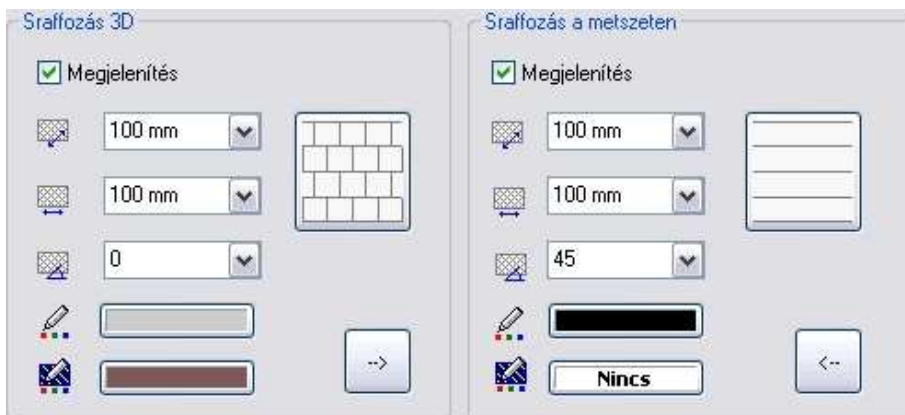 Sraffozás 3D
Megjelenítés
100 mm
100 mm
0
-->
Sraffozás a metszeten
Megjelenítés
100 mm
100 mm
45
Nincs
<--